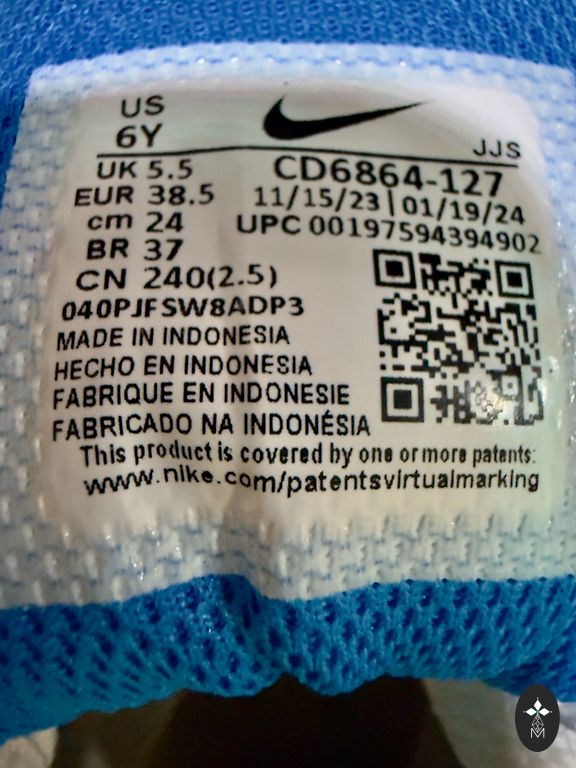 US
6Y
JJS
UK 5.5
CD6864-127
EUR 38.5
11/15/23 | 01/19/24
cm 24
UPC 00197594394902
BR 37
CN 240(2.5)
040PJFSW8ADP3
MADE IN INDONESIA
HECHO EN INDONESIA
FABRIQUE EN INDONESIE
FABRICADO NA INDONÉSIA
This product is covered by one or more patents:
www.nike.com/patentsvirtualmarking
M